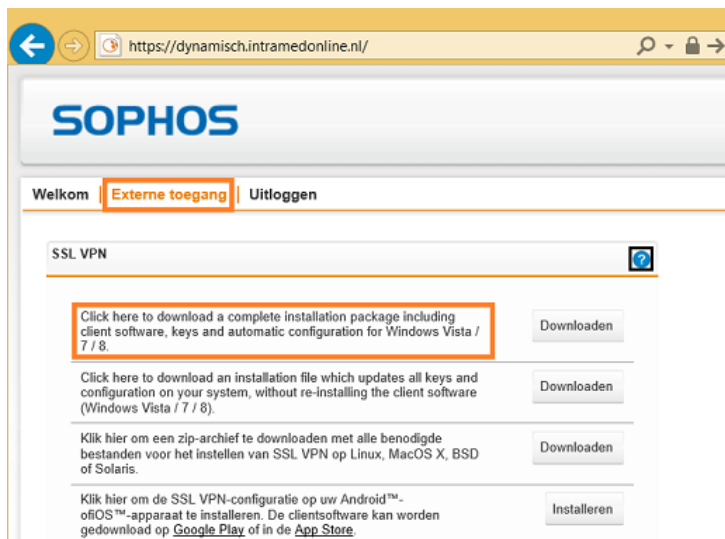 https://dynamisch.intramedonline.nl/
SOPHOS
Welkom | Externe toegang | Uitloggen
SSL VPN
?
Click here to download a complete installation package including
client software, keys and automatic configuration for Windows Vista /
7 / 8.
Downloaden
Click here to download an installation file which updates all keys and
configuration on your system, without re-installing the client software
(Windows Vista / 7 / 8).
Downloaden
Klik hier om een zip-archief te downloaden met alle benodigde
bestanden voor het instellen van SSL VPN op Linux, MacOS X, BSD
of Solaris.
Downloaden
Klik hier om de SSL VPN-configuratie op uw Android™-
ofiOS™-apparaat te installeren. De clientsoftware kan worden
gedownload op Google Play of in de App Store.
Installeren